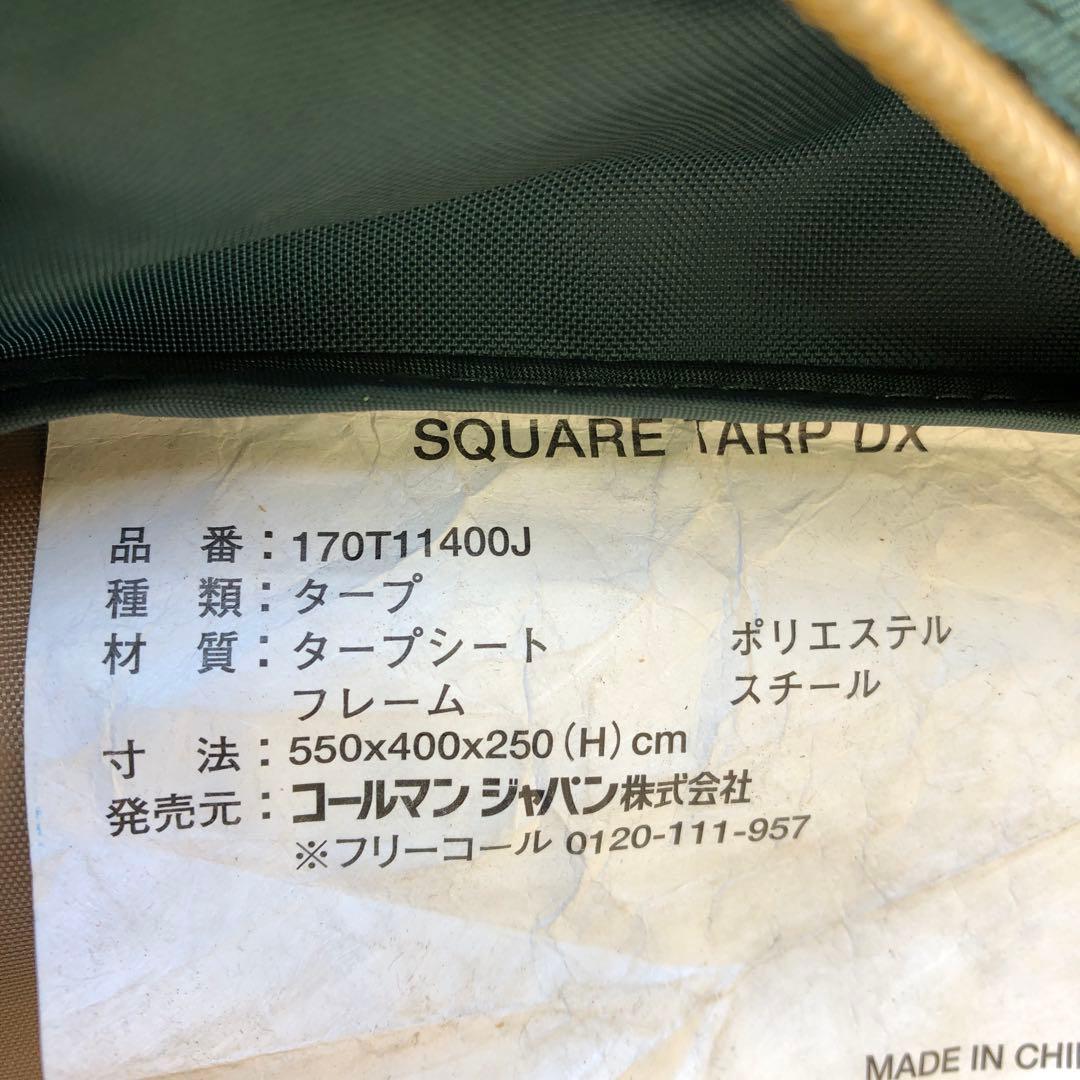 SQUARE TARP DX
品 番：170T11400J
種 類：タープ
材 質：タープシート ポリエステル
フレーム スチール
寸 法：550x400x250(H)cm
発売元：コールマン ジャパン株式会社
※フリーコール 0120-111-957
MADE IN CHI